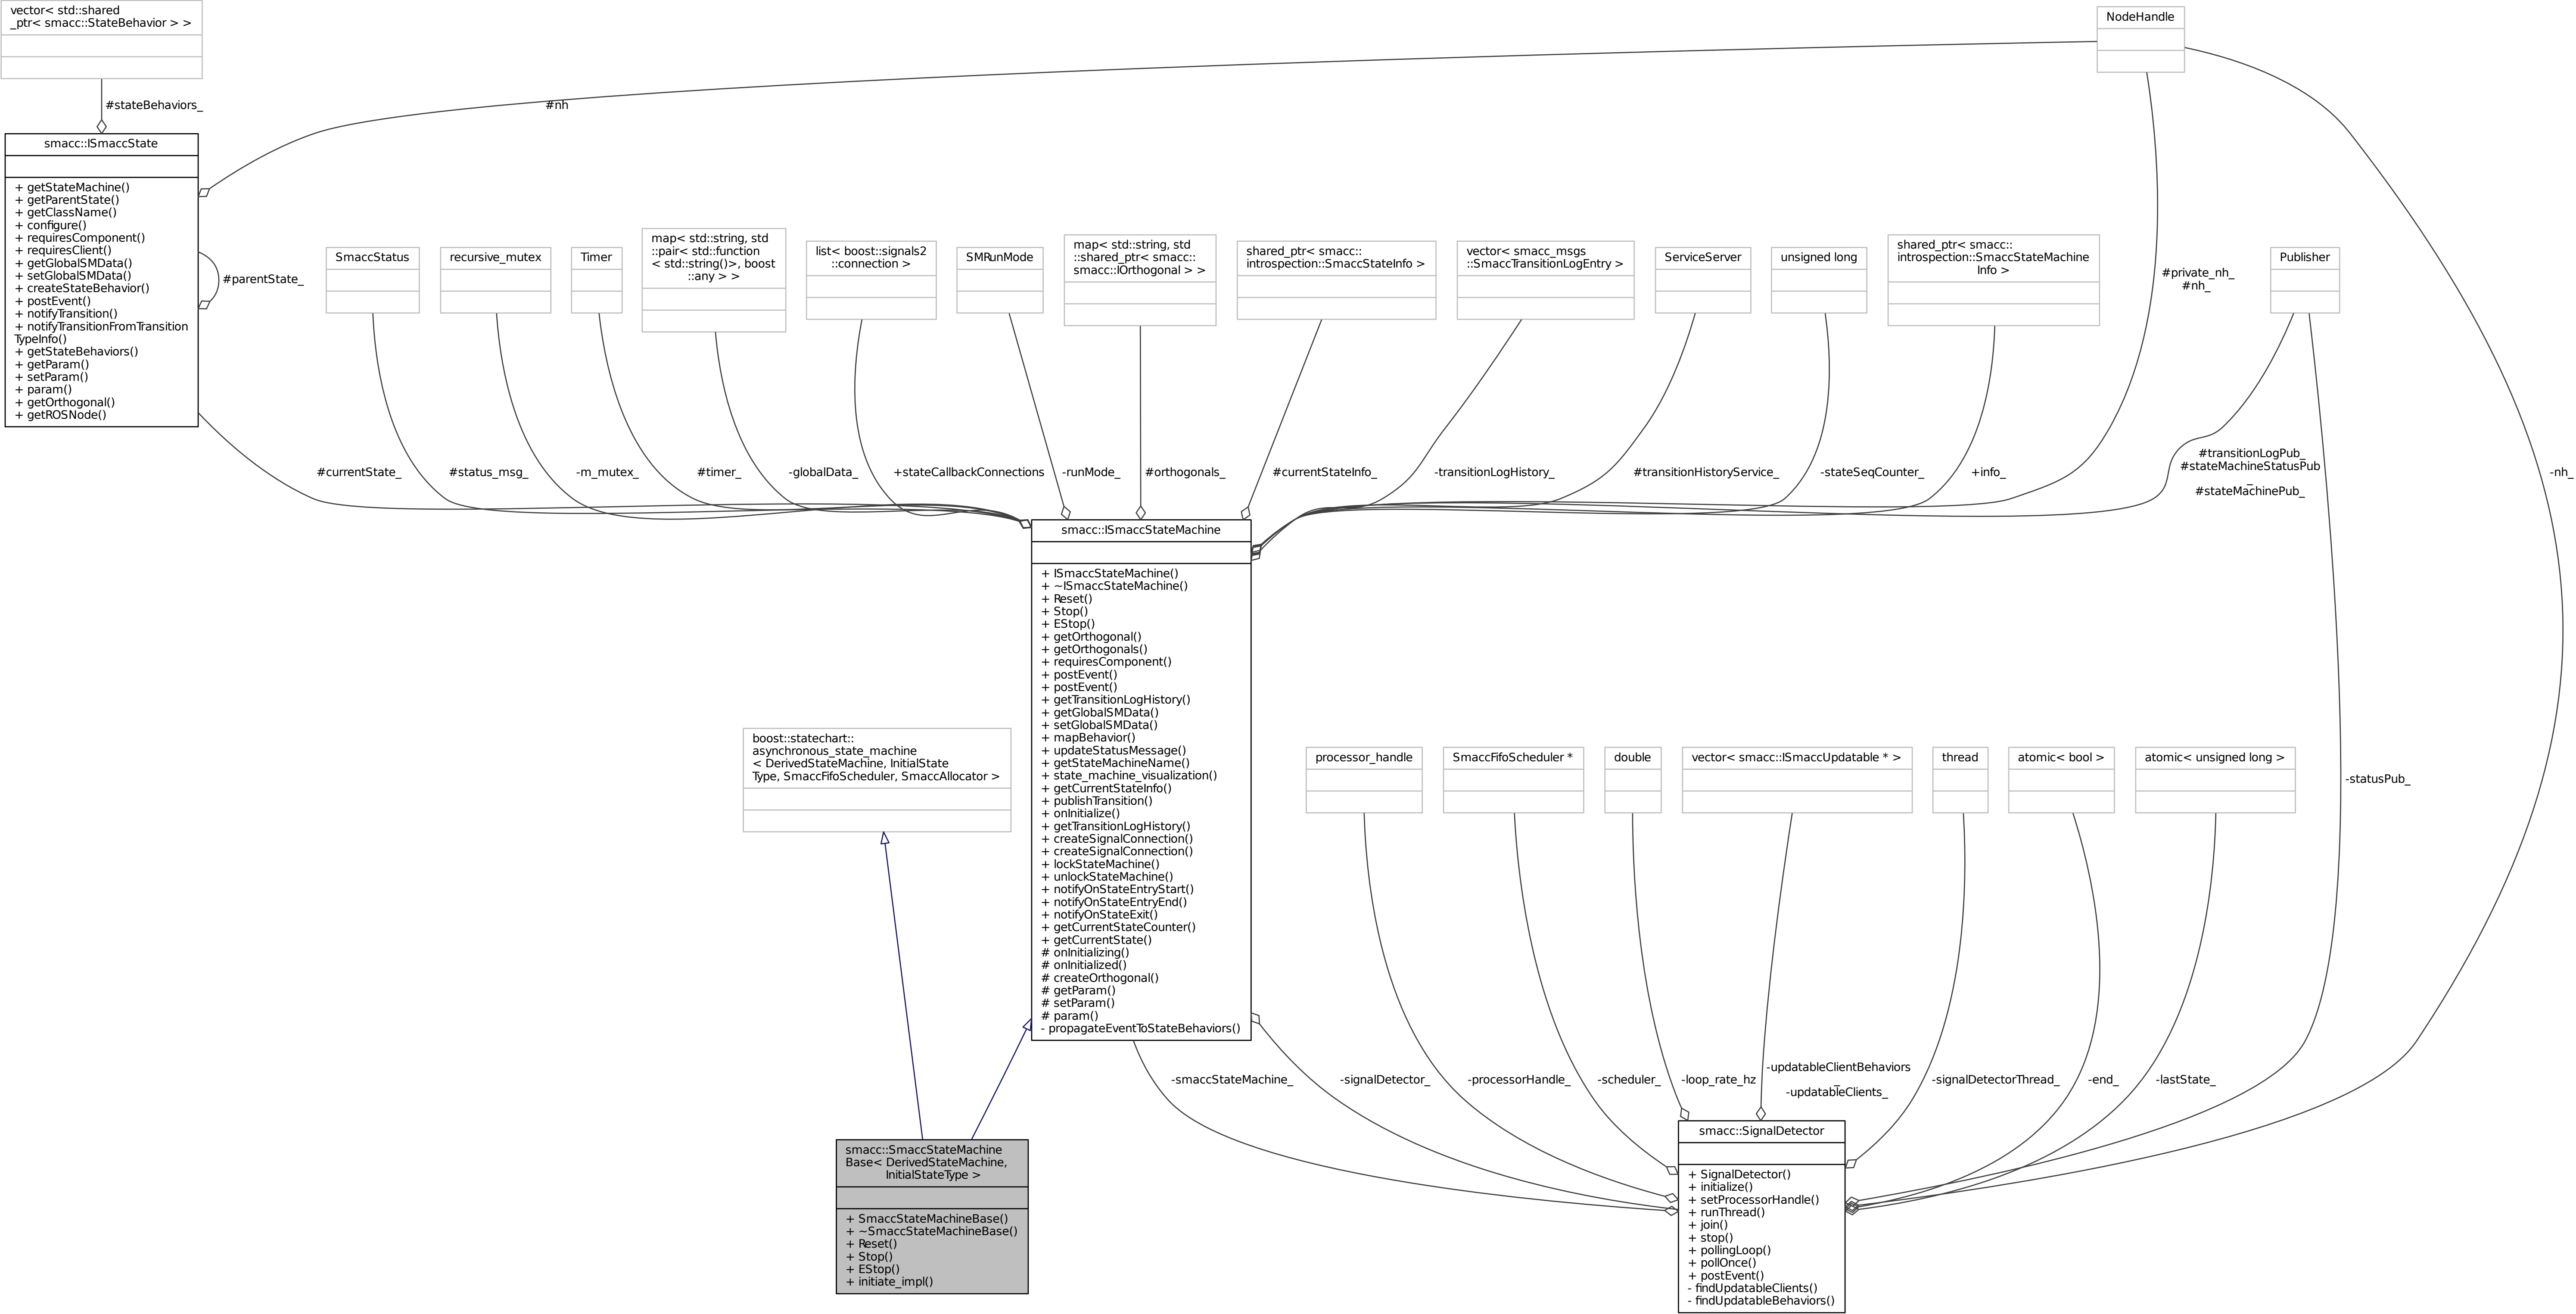 vector< std::shared
_ptr< smacc::StateBehavior > >
NodeHandle
#stateBehaviors_
#nh
smacc::ISmaccState
+ getStateMachine()
+ getParentState()
+ getClassName()
+ configure()
+ requiresComponent()
+ requiresClient()
+ getGlobalSMData()
+ setGlobalSMData()
+ createStateBehavior()
+ postEvent()
+ notifyTransition()
+ notifyTransitionFromTransition
TypeInfo()
+ getStateBehaviors()
+ getParam()
+ setParam()
+ param()
+ getOrthogonal()
+ getROSNode()
#parentState_
SmaccStatus
recursive_mutex
Timer
map< std::string, std
::pair< std::function
< std::string()>, boost
::any > >
list< boost::signals2
::connection >
SMRunMode
map< std::string, std
::shared_ptr< smacc::
smacc::IOrthogonal > >
shared_ptr< smacc::
introspection::SmaccStateInfo >
vector< smacc_msgs
::SmaccTransitionLogEntry >
ServiceServer
unsigned long
shared_ptr< smacc::
introspection::SmaccStateMachine
Info >
#private_nh_
#nh_
Publisher
#currentState_
#status_msg_
-m_mutex_
#timer_
-globalData_
+stateCallbackConnections
-runMode_
#orthogonals_
#currentStateInfo_
-transitionLogHistory_
#transitionHistoryService_
-stateSeqCounter_
+info_
#transitionLogPub_
#stateMachineStatusPub
_
#stateMachinePub_
-nh_
smacc::ISmaccStateMachine
+ ISmaccStateMachine()
+ ~ISmaccStateMachine()
+ Reset()
+ Stop()
+ EStop()
+ getOrthogonal()
+ getOrthogonals()
+ requiresComponent()
+ postEvent()
+ postEvent()
+ getTransitionLogHistory()
+ getGlobalSMData()
+ setGlobalSMData()
+ mapBehavior()
+ updateStatusMessage()
+ getStateMachineName()
+ state_machine_visualization()
+ getCurrentStateInfo()
+ publishTransition()
+ onInitialize()
+ getTransitionLogHistory()
+ createSignalConnection()
+ createSignalConnection()
+ lockStateMachine()
+ unlockStateMachine()
+ notifyOnStateEntryStart()
+ notifyOnStateEntryEnd()
+ notifyOnStateExit()
+ getCurrentStateCounter()
+ getCurrentState()
# onInitializing()
# onInitialized()
# createOrthogonal()
# getParam()
# setParam()
# param()
- propagateEventToStateBehaviors()
boost::statechart::
asynchronous_state_machine
< DerivedStateMachine, InitialState
Type, SmaccFifoScheduler, SmaccAllocator >
processor_handle
SmaccFifoScheduler *
double
vector< smacc::ISmaccUpdatable * >
thread
atomic< bool >
atomic< unsigned long >
-statusPub_
-smaccStateMachine_
-signalDetector_
-processorHandle_
-scheduler_
-loop_rate_hz
-updatableClientBehaviors
_
-updatableClients_
-signalDetectorThread_
-end_
-lastState_
smacc::SmaccStateMachine
Base< DerivedStateMachine,
InitialStateType >
+ SmaccStateMachineBase()
+ ~SmaccStateMachineBase()
+ Reset()
+ Stop()
+ EStop()
+ initiate_impl()
smacc::SignalDetector
+ SignalDetector()
+ initialize()
+ setProcessorHandle()
+ runThread()
+ join()
+ stop()
+ pollingLoop()
+ pollOnce()
+ postEvent()
- findUpdatableClients()
- findUpdatableBehaviors()